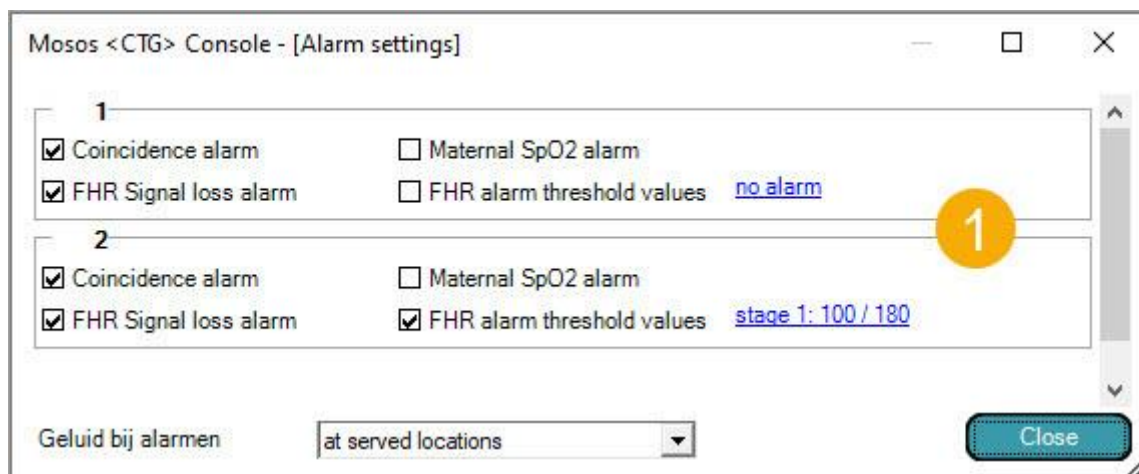 Mosos <CTG> Console - [Alarm settings]
1
Coincidence alarm Maternal SpO2 alarm
FHR Signal loss alarm FHR alarm threshold values no alarm
1
2
Coincidence alarm Maternal SpO2 alarm
FHR Signal loss alarm FHR alarm threshold values stage 1: 100 / 180
Geluid bij alarmen at served locations Close